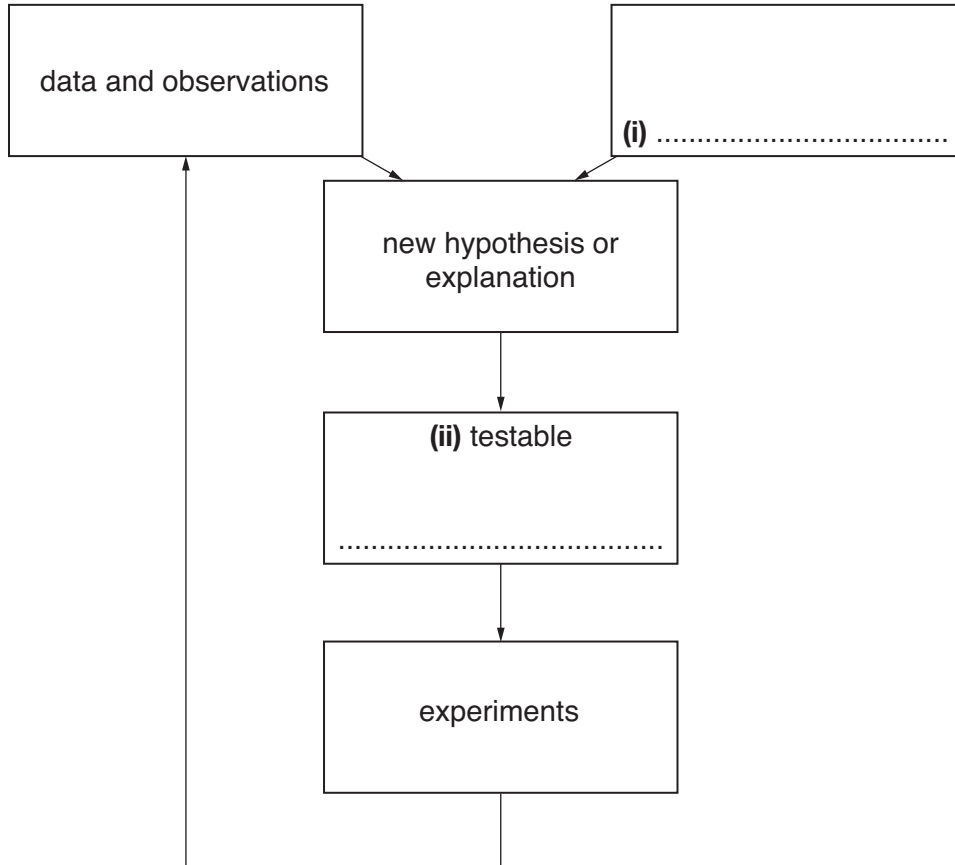 data and observations
(i) ....................................
new hypothesis or
explanation
(ii) testable
........................................
experiments